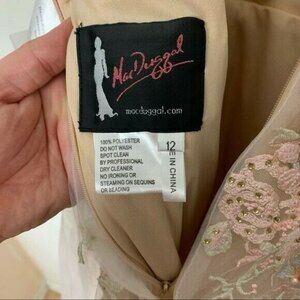 Mac Duggal
macduggal.com
100% POLYESTER
DO NOT WASH
SPOT CLEAN
BY PROFESSIONAL
DRY CLEANER
NO IRONING OR
STEAMING ON SEQUINS
OR BEADING
12
E IN CHINA